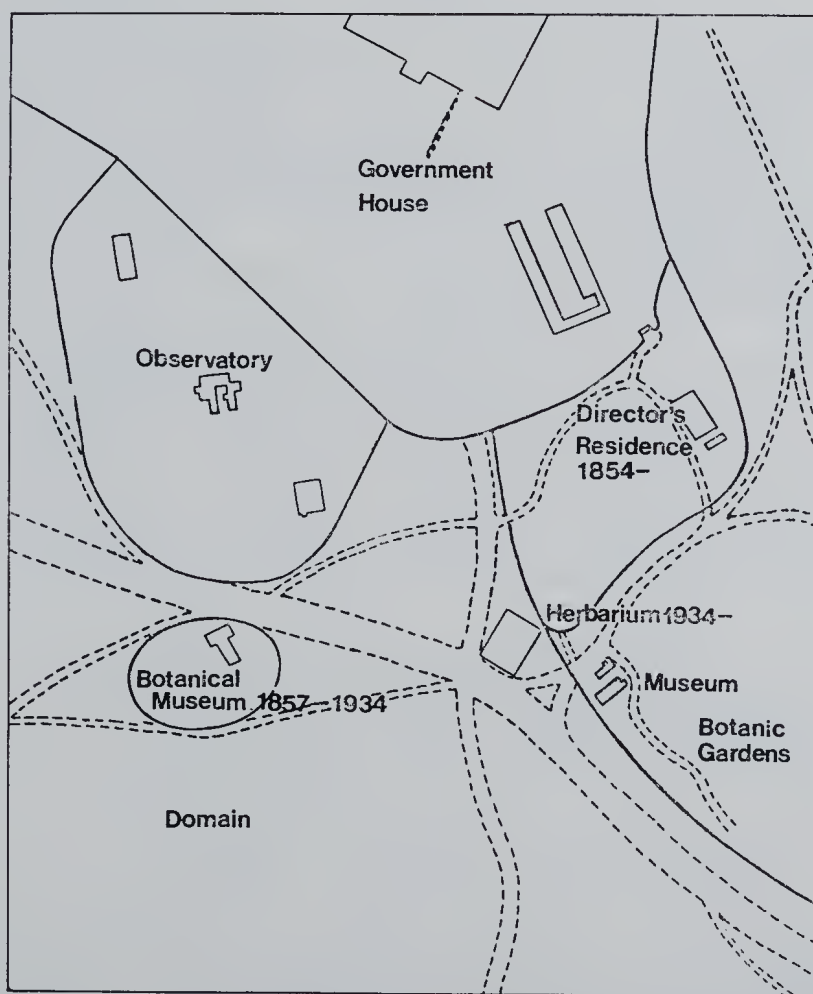 Government
House
Observatory
Director's
Residence
1854–
Herbarium 1934–
Botanical
Museum 1857–1934
Museum
Botanic
Gardens
Domain